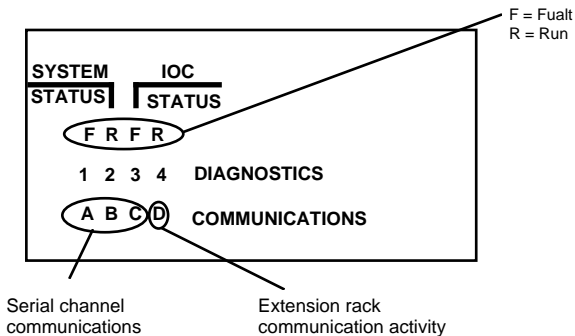 F = Fualt
R = Run
SYSTEM IOC
STATUS STATUS
F R F R
1 2 3 4 DIAGNOSTICS
A B C D COMMUNICATIONS
Serial channel
communications
Extension rack
communication activity